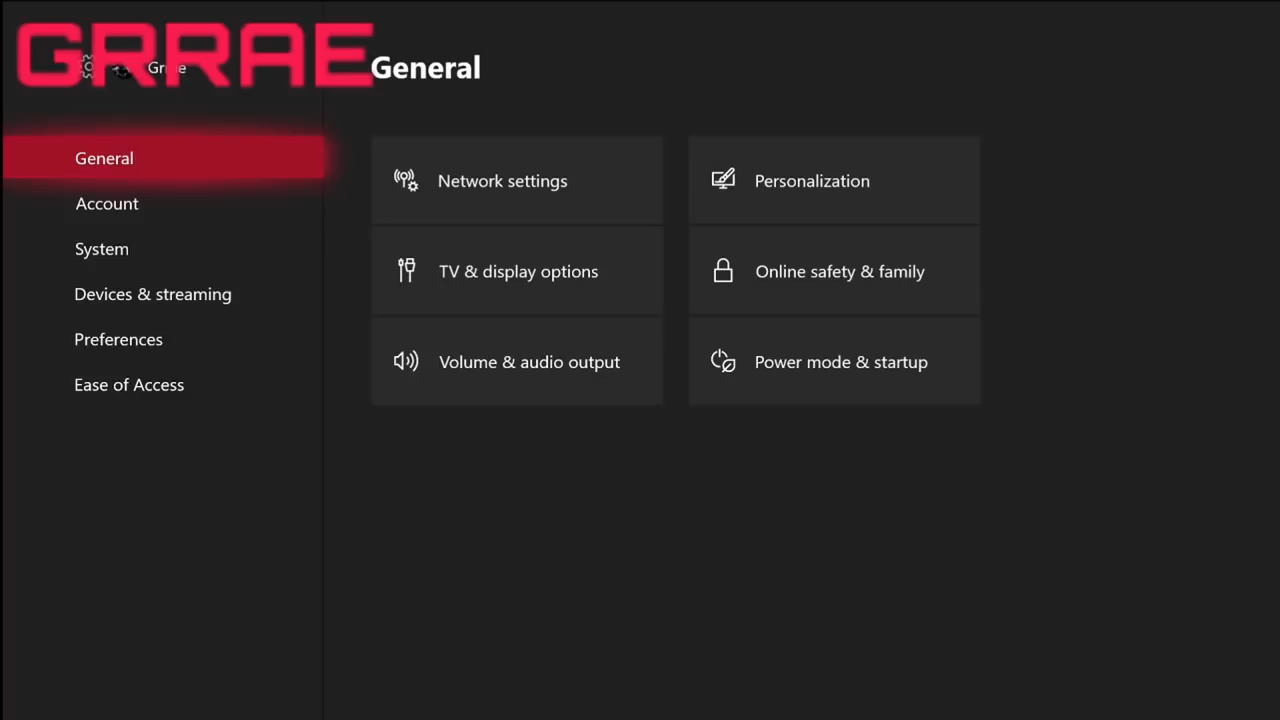 GRRAE
General
General
Account
System
Devices & streaming
Preferences
Ease of Access
Network settings
Personalization
TV & display options
Online safety & family
Volume & audio output
Power mode & startup